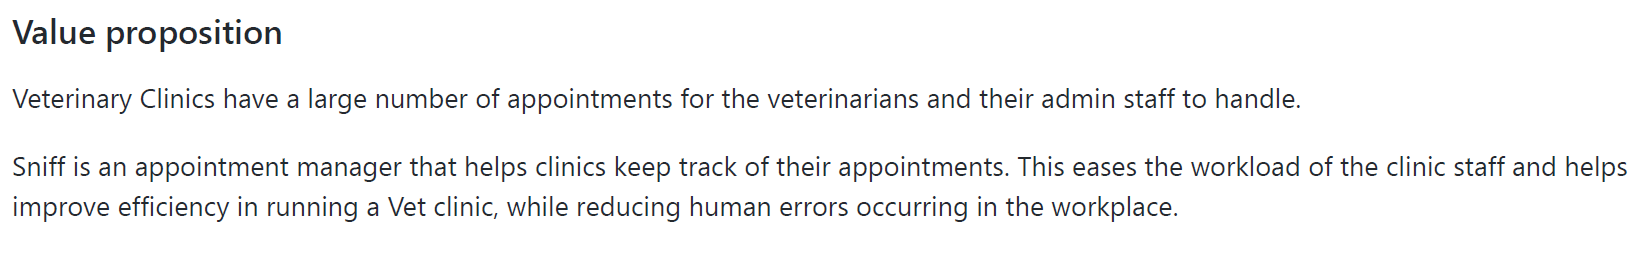 Value proposition
Veterinary Clinics have a large number of appointments for the veterinarians and their admin staff to handle.
Sniff is an appointment manager that helps clinics keep track of their appointments. This eases the workload of the clinic staff and helps
improve efficiency in running a Vet clinic, while reducing human errors occurring in the workplace.